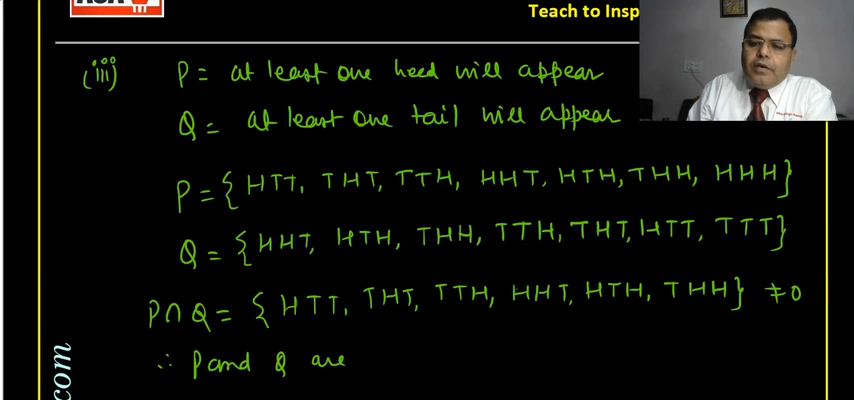 Teach to Insp
(iii) P = at least one head will appear
Q = at least one tail will appear
P = { HTT, THT, TTH, HHT, HTH, THH, HHH}
Q = { HHT, HTH, THH, TTH, THT, HTT, TTT}
P ∩ Q = { HTT, THT, TTH, HHT, HTH, THH} ≠0
∴ P and Q are
.com